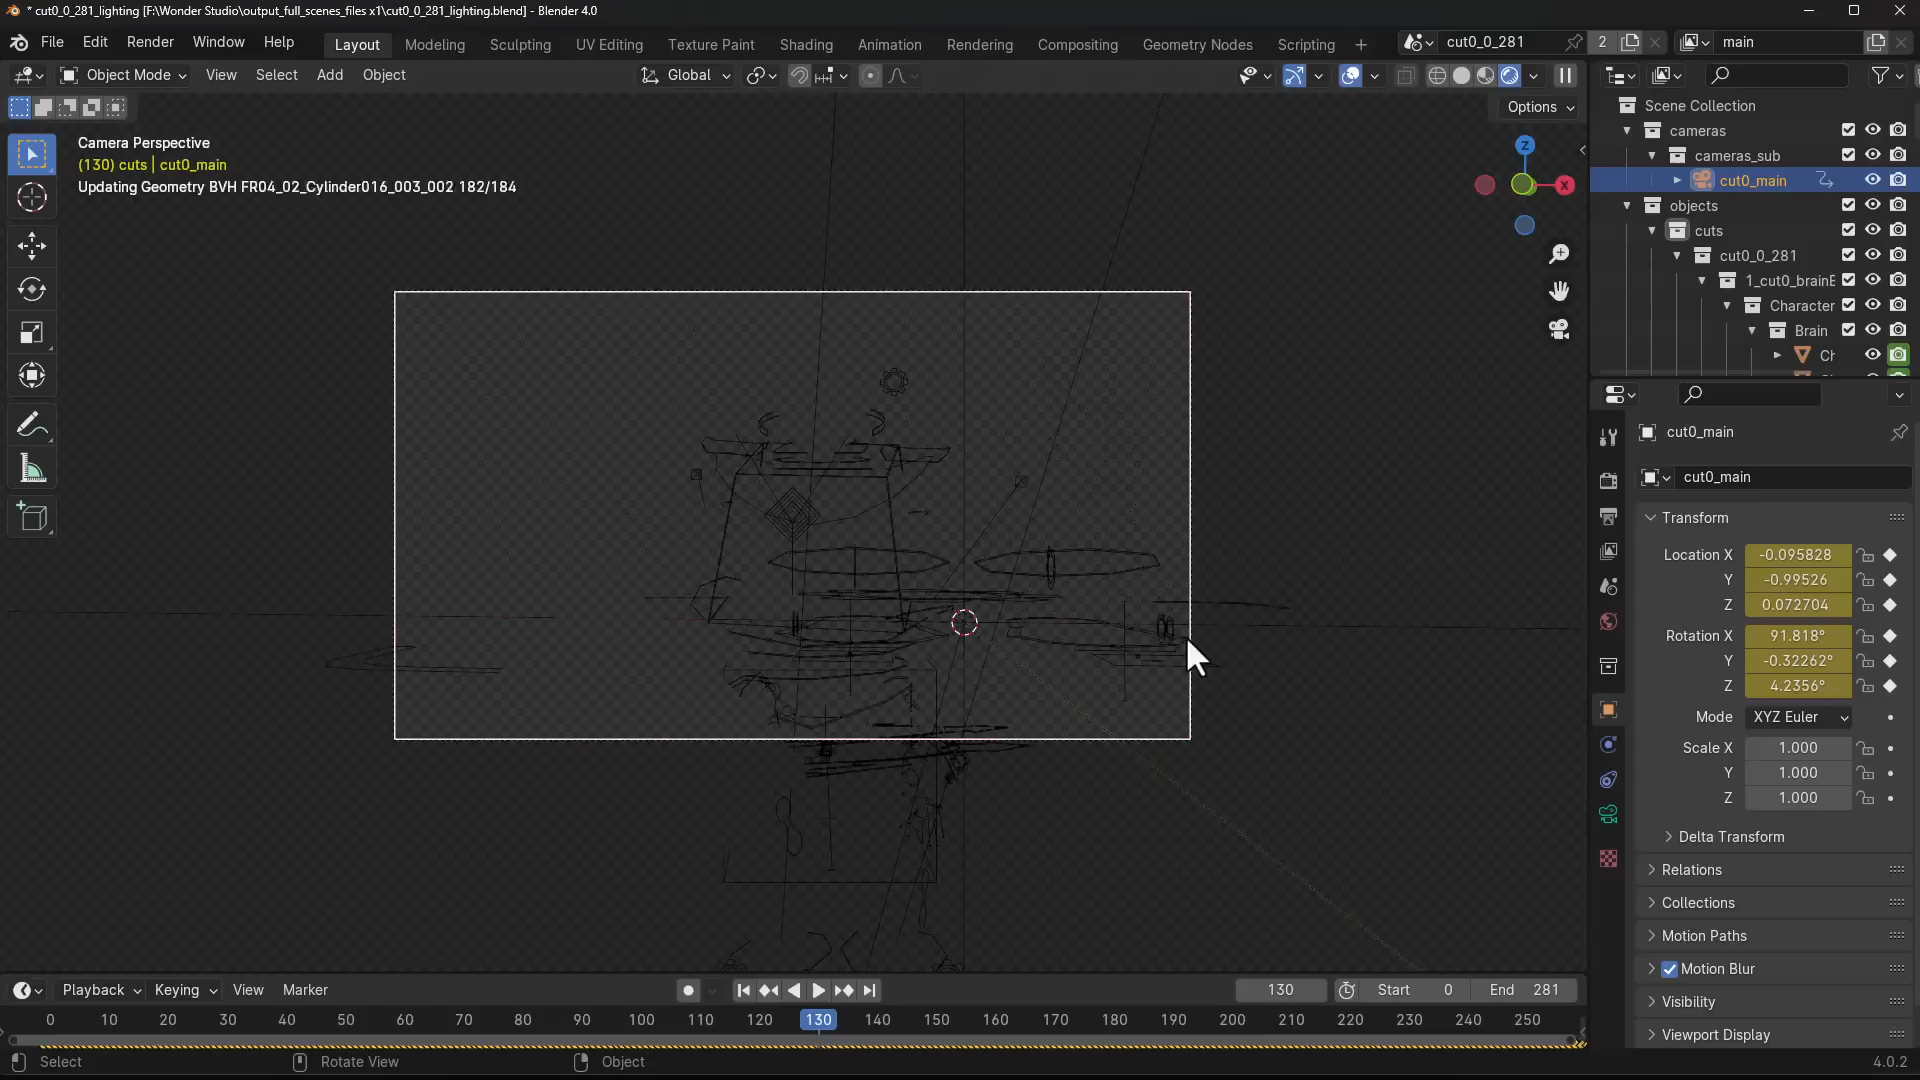 * cut0_0_281_lighting [F:\Wonder Studio\output_full_scenes_files x1\cut0_0_281_lighting.blend] - Blender 4.0
File Edit Render Window Help
Layout Modeling Sculpting UV Editing Texture Paint Shading Animation Rendering Compositing Geometry Nodes Scripting
cut0_0_281 2
main
Object Mode View Select Add Object
Global
Options
Camera Perspective
(130) cuts | cut0_main
Updating Geometry BVH FR04_02_Cylinder016_003_002 182/184
Z
X
Scene Collection
cameras
cameras_sub
cut0_main
objects
cuts
cut0_0_281
1_cut0_brainE
Character
Brain
Ch
cut0_main
cut0_main
Transform
Location X -0.095828
Y -0.99526
Z 0.072704
Rotation X 91.818°
Y -0.32262°
Z 4.2356°
Mode XYZ Euler
Scale X 1.000
Y 1.000
Z 1.000
Delta Transform
Relations
Collections
Motion Paths
Motion Blur
Visibility
Viewport Display
Playback Keying View Marker
130 Start 0 End 281
0 10 20 30 40 50 60 70 80 90 100 110 120 130 140 150 160 170 180 190 200 210 220 230 240 250
Select Rotate View Object
4.0.2